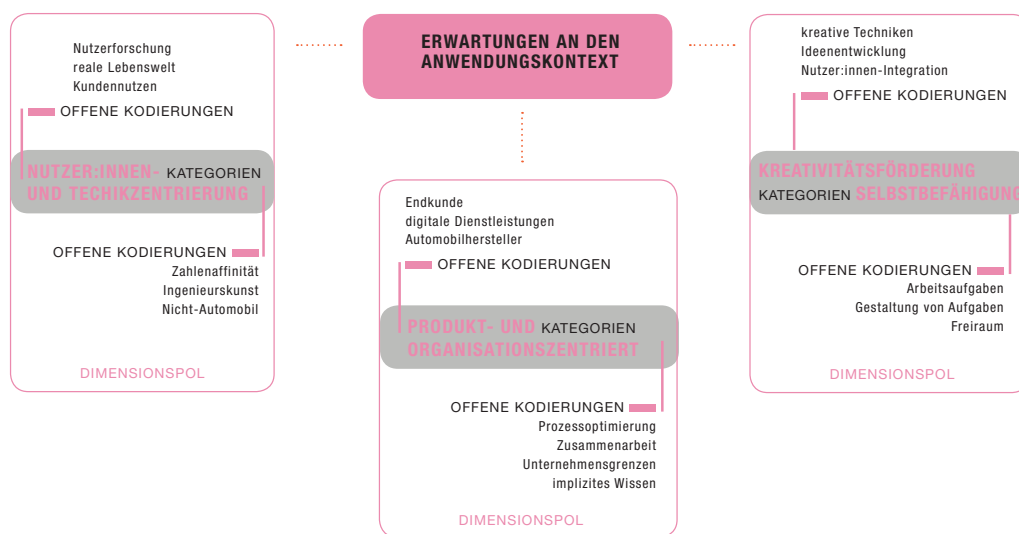 ERWARTUNGEN AN DEN
ANWENDUNGSKONTEXT
Nutzerforschung
reale Lebenswelt
Kundennutzen
OFFENE KODIERUNGEN
NUTZER:INNEN- KATEGORIEN
UND TECHIKZENTRIERUNG
OFFENE KODIERUNGEN
Zahlenaffinität
Ingenieurskunst
Nicht-Automobil
DIMENSIONSPOL
Endkunde
digitale Dienstleistungen
Automobilhersteller
OFFENE KODIERUNGEN
PRODUKT- UND KATEGORIEN
ORGANISATIONSZENTRIERT
OFFENE KODIERUNGEN
Prozessoptimierung
Zusammenarbeit
Unternehmensgrenzen
implizites Wissen
DIMENSIONSPOL
kreative Techniken
Ideenentwicklung
Nutzer:innen-Integration
OFFENE KODIERUNGEN
KREATIVITÄTSFÖRDERUNG
KATEGORIEN SELBSTBEFÄHIGUNG
OFFENE KODIERUNGEN
Arbeitsaufgaben
Gestaltung von Aufgaben
Freiraum
DIMENSIONSPOL